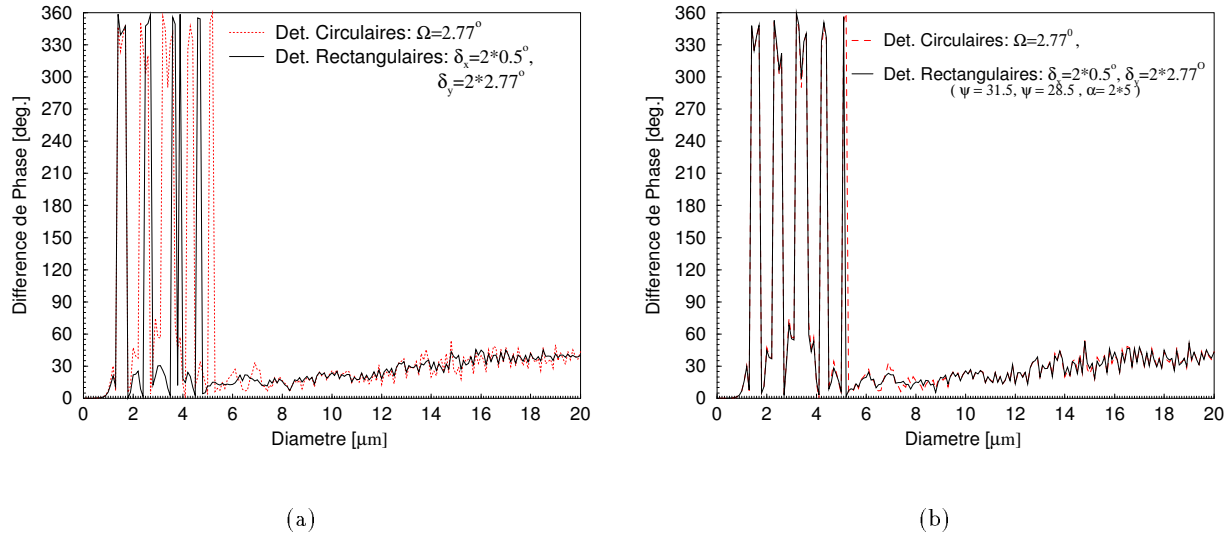 360
330
300
270
240
210
180
150
120
90
60
30
0
Difference de Phase [deg.]
Det. Circulaires: Ω=2.77°
Det. Rectangulaires: δx=2*0.5°,
δy=2*2.77°
0 2 4 6 8 10 12 14 16 18 20
Diametre [μm]
(a)
360
330
300
270
240
210
180
150
120
90
60
30
0
Difference de Phase [deg.]
Det. Circulaires: Ω=2.77⁰,
Det. Rectangulaires: δx=2*0.5°, δy=2*2.77°
( ψ = 31.5, ψ = 28.5 , α= 2*5 )
0 2 4 6 8 10 12 14 16 18 20
Diametre [μm]
(b)